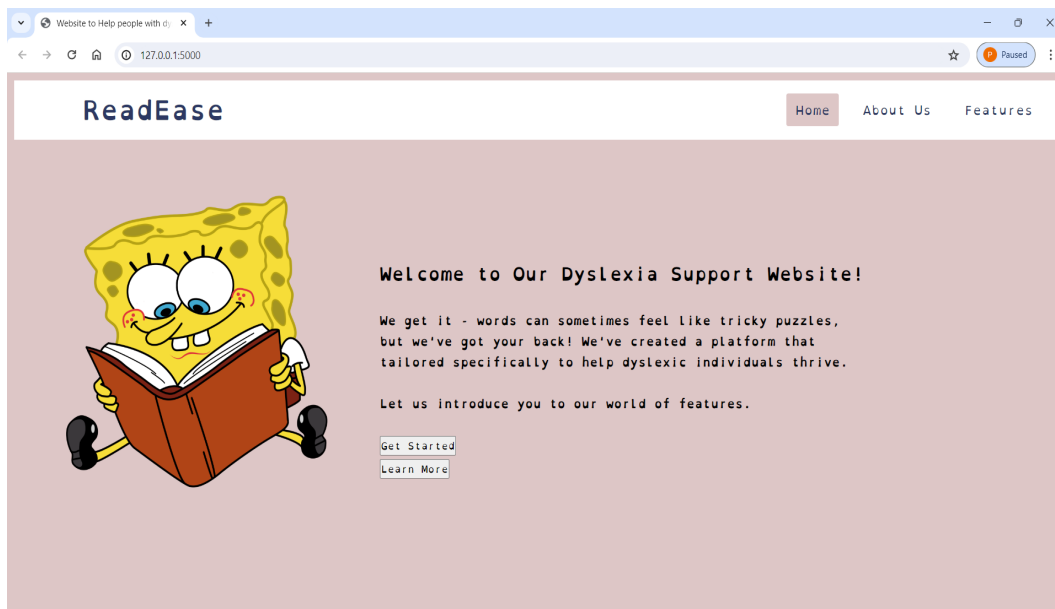 Website to Help people with dy
127.0.0.1:5000
P Paused
ReadEase
Home About Us Features
Welcome to Our Dyslexia Support Website!
We get it - words can sometimes feel like tricky puzzles,
but we've got your back! We've created a platform that
tailored specifically to help dyslexic individuals thrive.
Let us introduce you to our world of features.
Get Started
Learn More